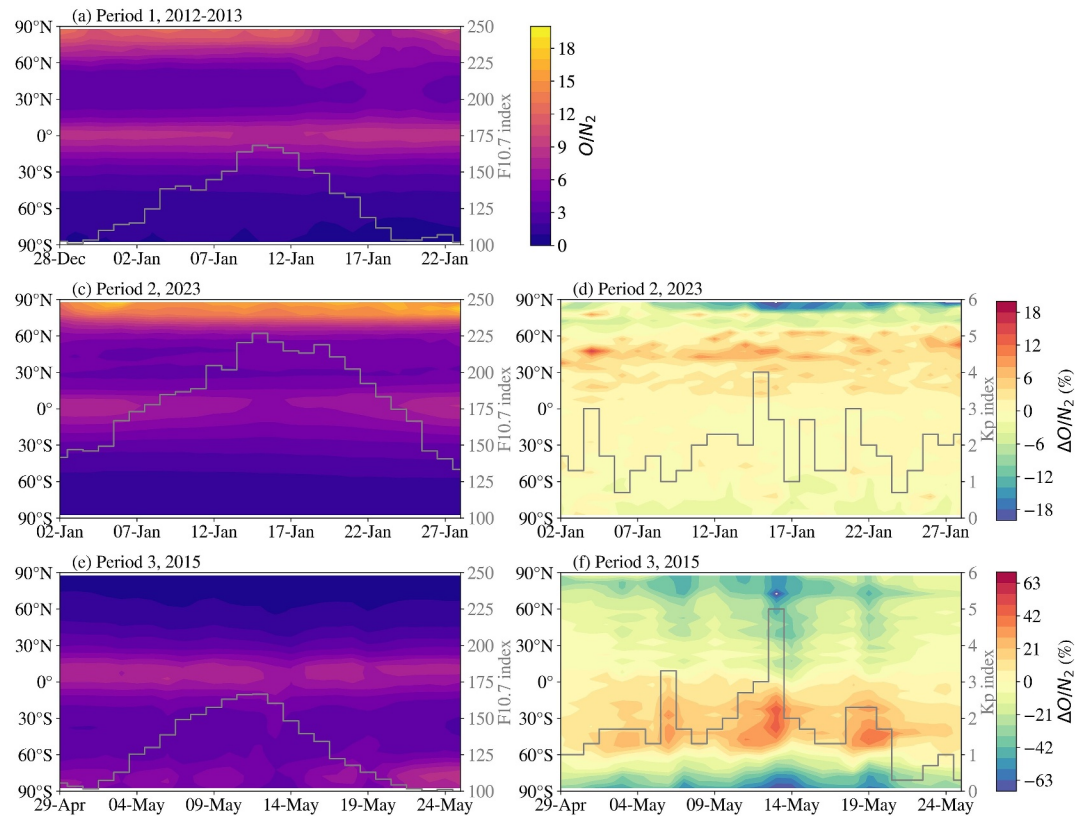 (a) Period 1, 2012-2013
90°N
60°N
30°N
0°
30°S
60°S
90°S
250
225
200
175
150
125
100
F10.7 index
28-Dec 02-Jan 07-Jan 12-Jan 17-Jan 22-Jan
18
15
12
9
6
3
0
O/N₂
(c) Period 2, 2023
90°N
60°N
30°N
0°
30°S
60°S
90°S
250
225
200
175
150
125
100
F10.7 index
02-Jan 07-Jan 12-Jan 17-Jan 22-Jan 27-Jan
(d) Period 2, 2023
90°N
60°N
30°N
0°
30°S
60°S
90°S
6
5
4
3
2
1
0
Kp index
02-Jan 07-Jan 12-Jan 17-Jan 22-Jan 27-Jan
18
12
6
0
−6
−12
−18
ΔO/N₂ (%)
(e) Period 3, 2015
90°N
60°N
30°N
0°
30°S
60°S
90°S
250
225
200
175
150
125
100
F10.7 index
29-Apr 04-May 09-May 14-May 19-May 24-May
(f) Period 3, 2015
90°N
60°N
30°N
0°
30°S
60°S
90°S
6
5
4
3
2
1
0
Kp index
29-Apr 04-May 09-May 14-May 19-May 24-May
63
42
21
0
−21
−42
−63
ΔO/N₂ (%)